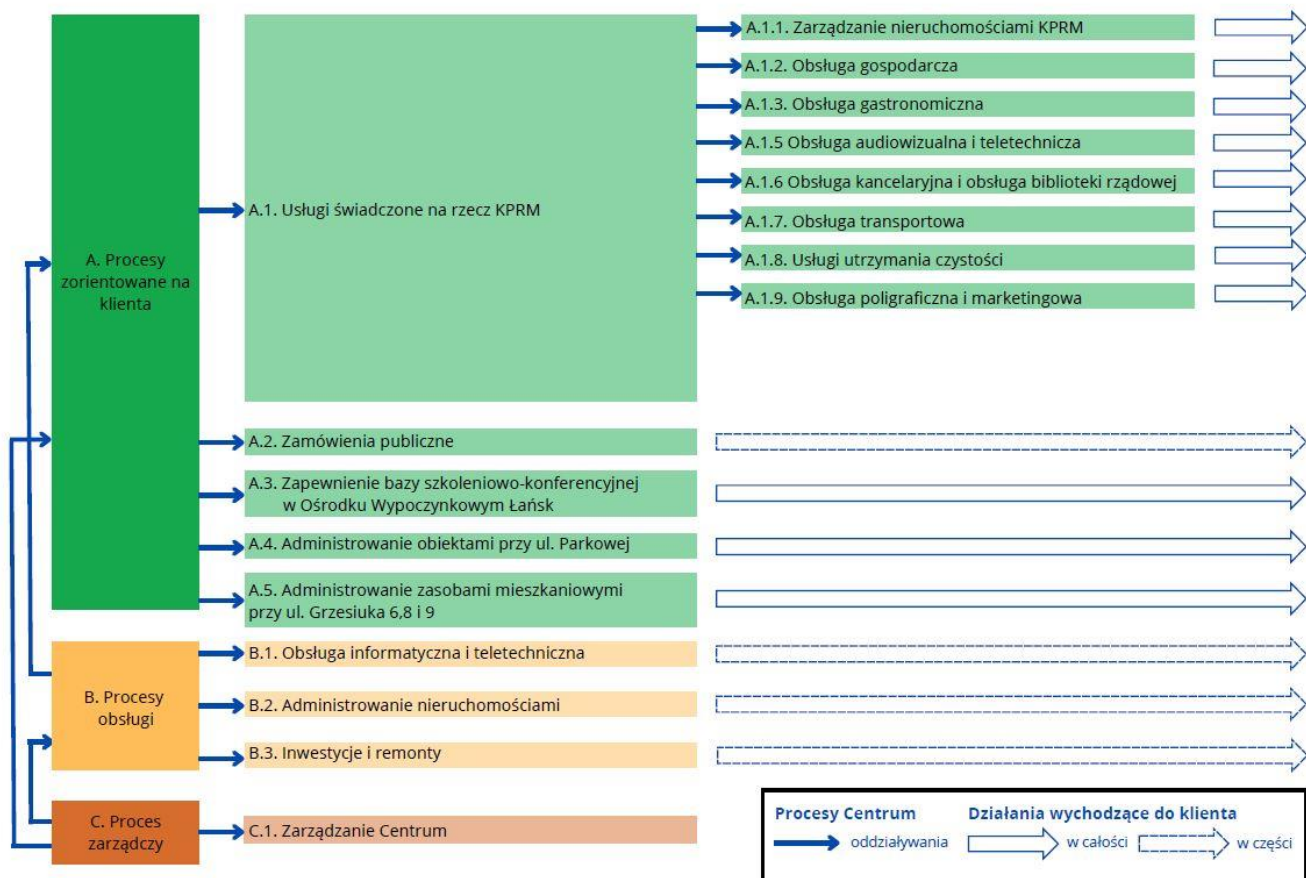 A. Procesy
zorientowane na
klienta
A.1. Usługi świadczone na rzecz KPRM
A.1.1. Zarządzanie nieruchomościami KPRM
A.1.2. Obsługa gospodarcza
A.1.3. Obsługa gastronomiczna
A.1.5 Obsługa audiowizualna i teletechnicza
A.1.6 Obsługa kancelaryjna i obsługa biblioteki rządowej
A.1.7. Obsługa transportowa
A.1.8. Usługi utrzymania czystości
A.1.9. Obsługa poligraficzna i marketingowa
A.2. Zamówienia publiczne
A.3. Zapewnienie bazy szkoleniowo-konferencyjnej
w Ośrodku Wypoczynkowym Łańsk
A.4. Administrowanie obiektami przy ul. Parkowej
A.5. Administrowanie zasobami mieszkaniowymi
przy ul. Grzesiuka 6,8 i 9
B. Procesy
obsługi
B.1. Obsługa informatyczna i teletechniczna
B.2. Administrowanie nieruchomościami
B.3. Inwestycje i remonty
C. Proces
zarządczy
C.1. Zarządzanie Centrum
Procesy Centrum
oddziaływania
Działania wychodzące do klienta
w całości
w części